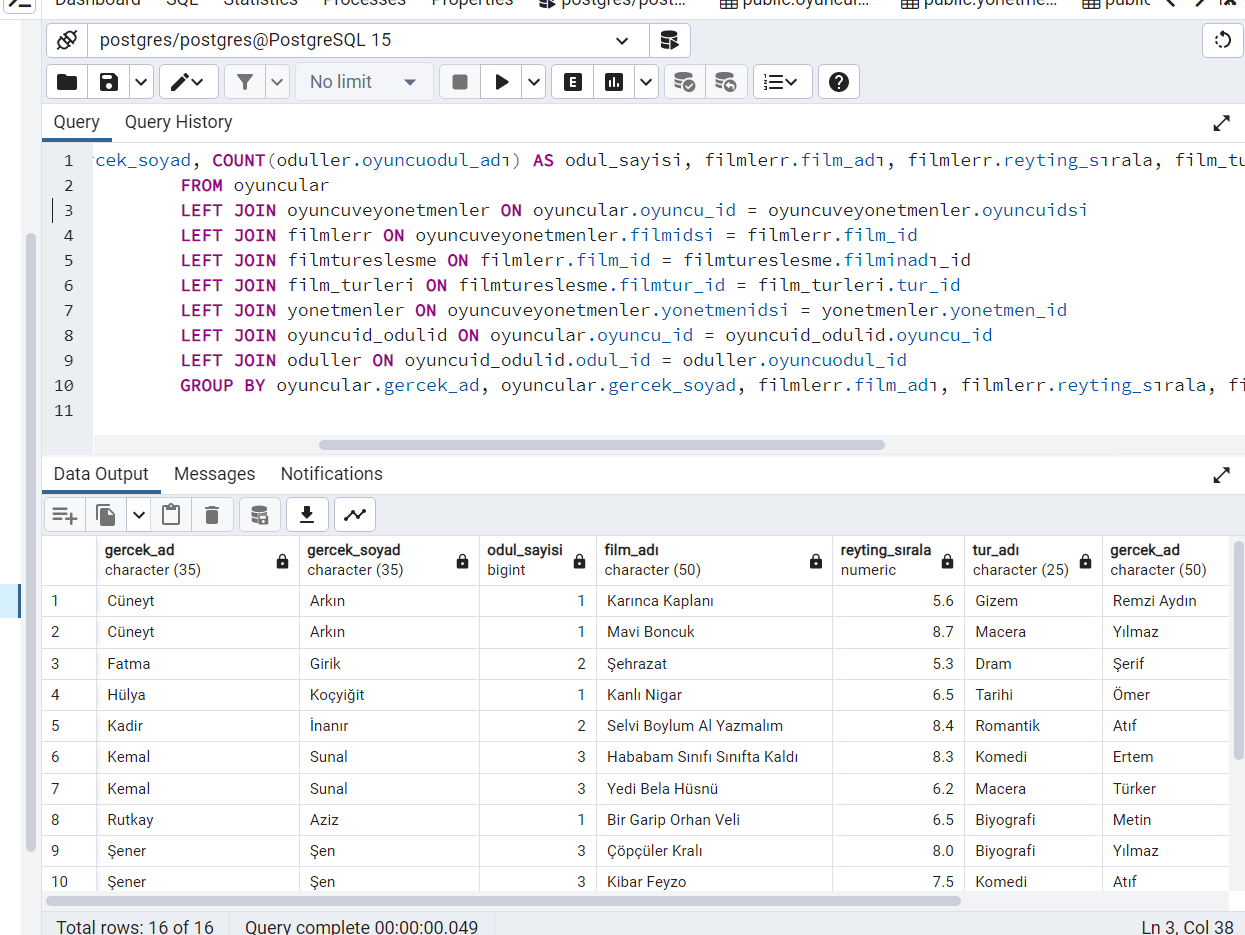 Dashboard SQL Statistics Processes Properties postgres/post... public.oyuncul... public.yonetme... public
postgres/postgres@PostgreSQL 15
No limit
E
Query Query History
1 rcek_soyad, COUNT(oduller.oyuncuodul_adı) AS odul_sayisi, filmlerr.film_adı, filmlerr.reyting_sırala, film_tu
2 FROM oyuncular
3 LEFT JOIN oyuncuveyonetmenler ON oyuncular.oyuncu_id = oyuncuveyonetmenler.oyuncuidsi
4 LEFT JOIN filmlerr ON oyuncuveyonetmenler.filmidsi = filmlerr.film_id
5 LEFT JOIN filmtureslesme ON filmlerr.film_id = filmtureslesme.filminadı_id
6 LEFT JOIN film_turleri ON filmtureslesme.filmtur_id = film_turleri.tur_id
7 LEFT JOIN yonetmenler ON oyuncuveyonetmenler.yonetmenidsi = yonetmenler.yonetmen_id
8 LEFT JOIN oyuncuid_odulid ON oyuncular.oyuncu_id = oyuncuid_odulid.oyuncu_id
9 LEFT JOIN oduller ON oyuncuid_odulid.odul_id = oduller.oyuncuodul_id
10 GROUP BY oyuncular.gercek_ad, oyuncular.gercek_soyad, filmlerr.film_adı, filmlerr.reyting_sırala, fi
11
Data Output Messages Notifications
gercek_ad gercek_soyad odul_sayisi film_adı reyting_sırala tur_adı gercek_ad
character (35) character (35) bigint character (50) numeric character (25) character (50)
1 Cüneyt Arkın 1 Karınca Kaplanı 5.6 Gizem Remzi Aydın
2 Cüneyt Arkın 1 Mavi Boncuk 8.7 Macera Yılmaz
3 Fatma Girik 2 Şehrazat 5.3 Dram Şerif
4 Hülya Koçyiğit 1 Kanlı Nigar 6.5 Tarihi Ömer
5 Kadir İnanır 2 Selvi Boylum Al Yazmalım 8.4 Romantik Atıf
6 Kemal Sunal 3 Hababam Sınıfı Sınıfta Kaldı 8.3 Komedi Ertem
7 Kemal Sunal 3 Yedi Bela Hüsnü 6.2 Macera Türker
8 Rutkay Aziz 1 Bir Garip Orhan Veli 6.5 Biyografi Metin
9 Şener Şen 3 Çöpçüler Kralı 8.0 Biyografi Yılmaz
10 Şener Şen 3 Kibar Feyzo 7.5 Komedi Atıf
Total rows: 16 of 16 Query complete 00:00:00.049 Ln 3, Col 38